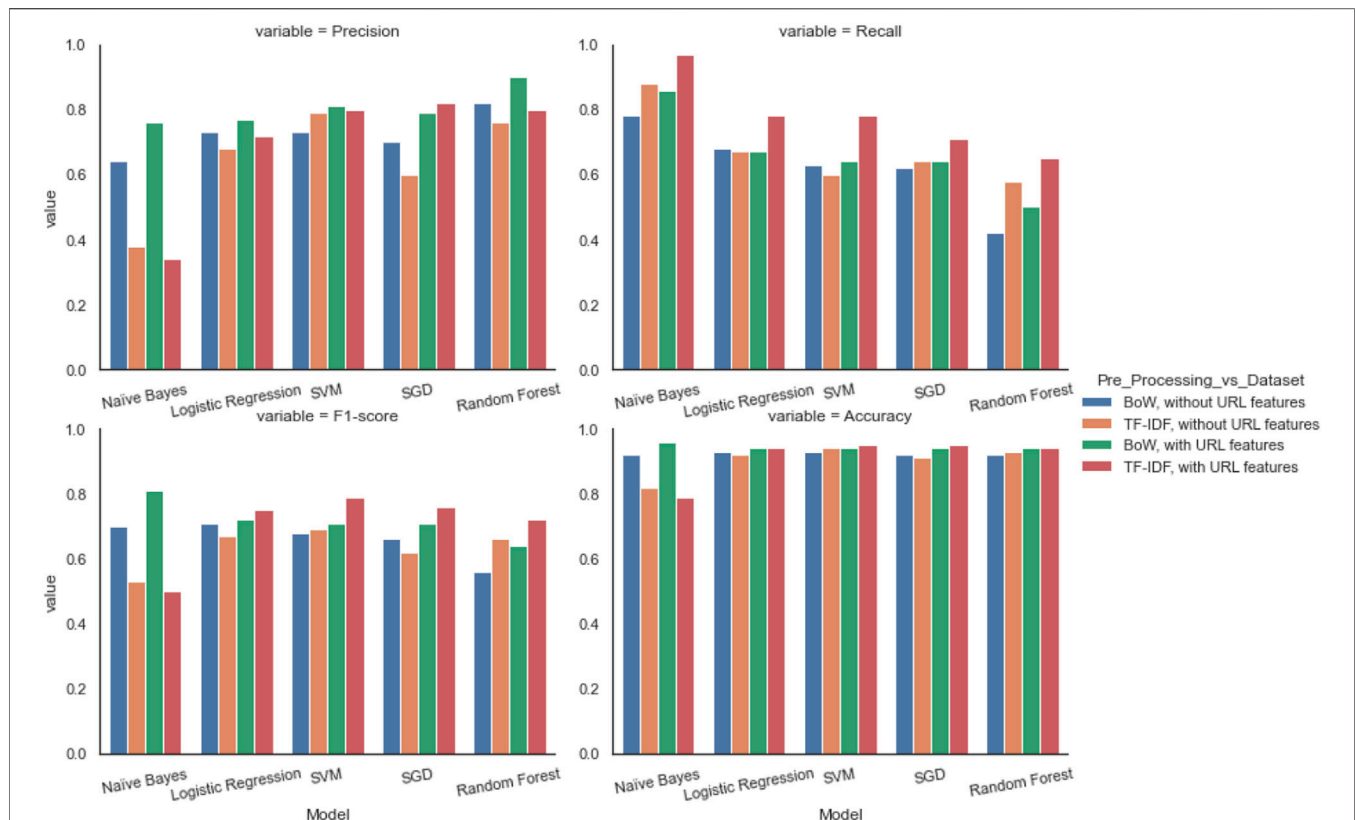 variable = Precision
variable = Recall
1.0
0.8
0.6
0.4
0.2
0.0
value
1.0
0.8
0.6
0.4
0.2
0.0
Naïve Bayes
Logistic Regression
SVM
SGD
Random Forest
Naïve Bayes
Logistic Regression
SVM
SGD
Random Forest
Pre_Processing_vs_Dataset
BoW, without URL features
TF-IDF, without URL features
BoW, with URL features
TF-IDF, with URL features
variable = F1-score
variable = Accuracy
1.0
0.8
0.6
0.4
0.2
0.0
value
1.0
0.8
0.6
0.4
0.2
0.0
Naïve Bayes
Logistic Regression
SVM
SGD
Random Forest
Model
Naïve Bayes
Logistic Regression
SVM
SGD
Random Forest
Model